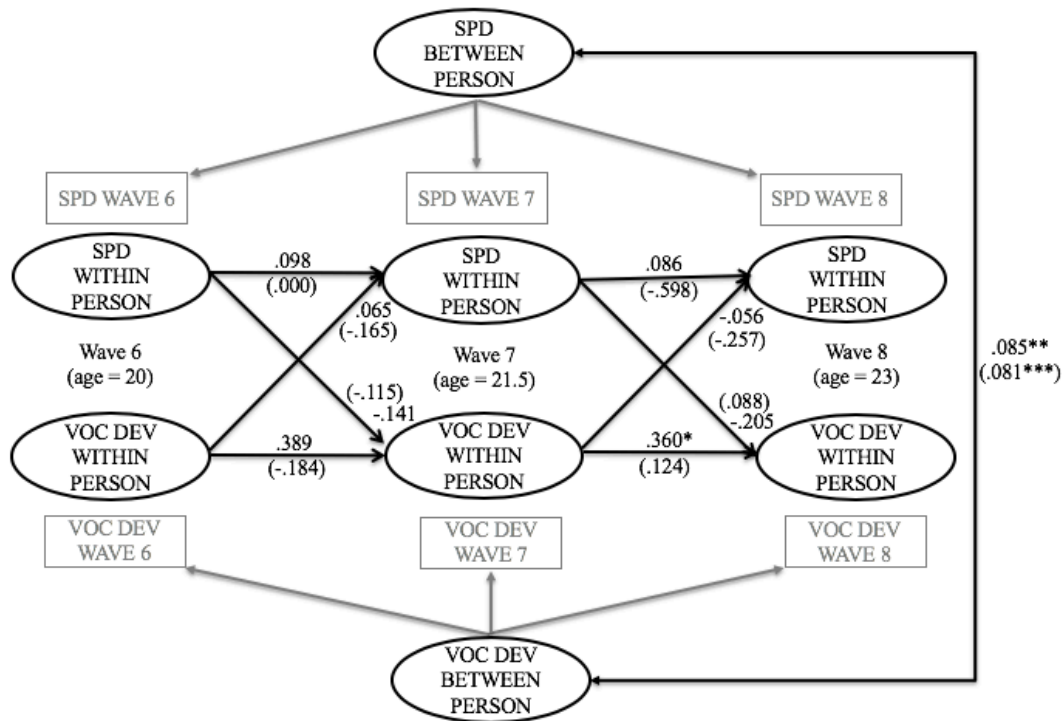 SPD
BETWEEN
PERSON
SPD WAVE 6
SPD WAVE 7
SPD WAVE 8
SPD
WITHIN
PERSON
.098
(.000)
SPD
WITHIN
PERSON
.086
(-.598)
SPD
WITHIN
PERSON
.065
(-.165)
-.056
(-.257)
Wave 6
(age = 20)
Wave 7
(age = 21.5)
Wave 8
(age = 23)
.085**
(.081***)
(-.115)
-.141
(.088)
-.205
VOC DEV
WITHIN
PERSON
.389
(-.184)
VOC DEV
WITHIN
PERSON
.360*
(.124)
VOC DEV
WITHIN
PERSON
VOC DEV
WAVE 6
VOC DEV
WAVE 7
VOC DEV
WAVE 8
VOC DEV
BETWEEN
PERSON